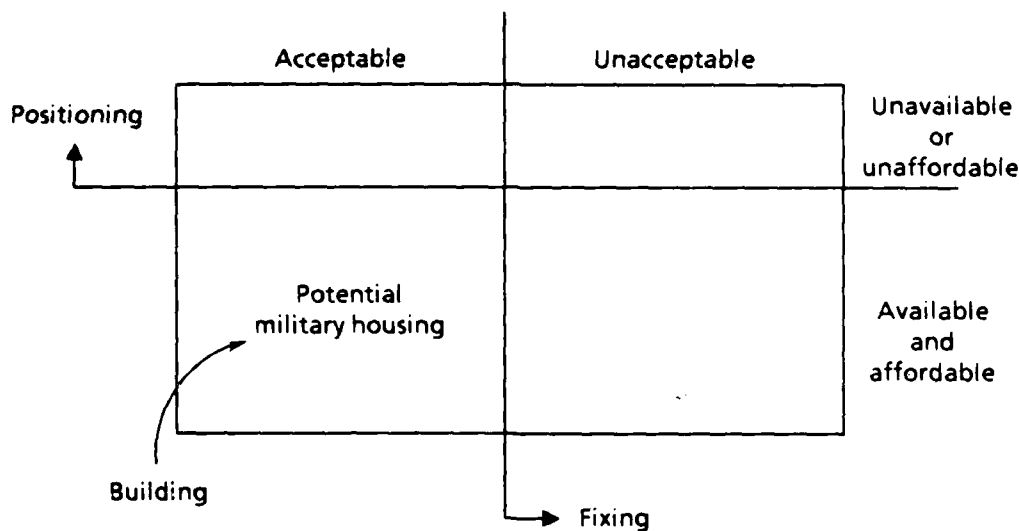 Acceptable
Unacceptable
Positioning
Unavailable
or
unaffordable
Potential
military housing
Available
and
affordable
Building
Fixing